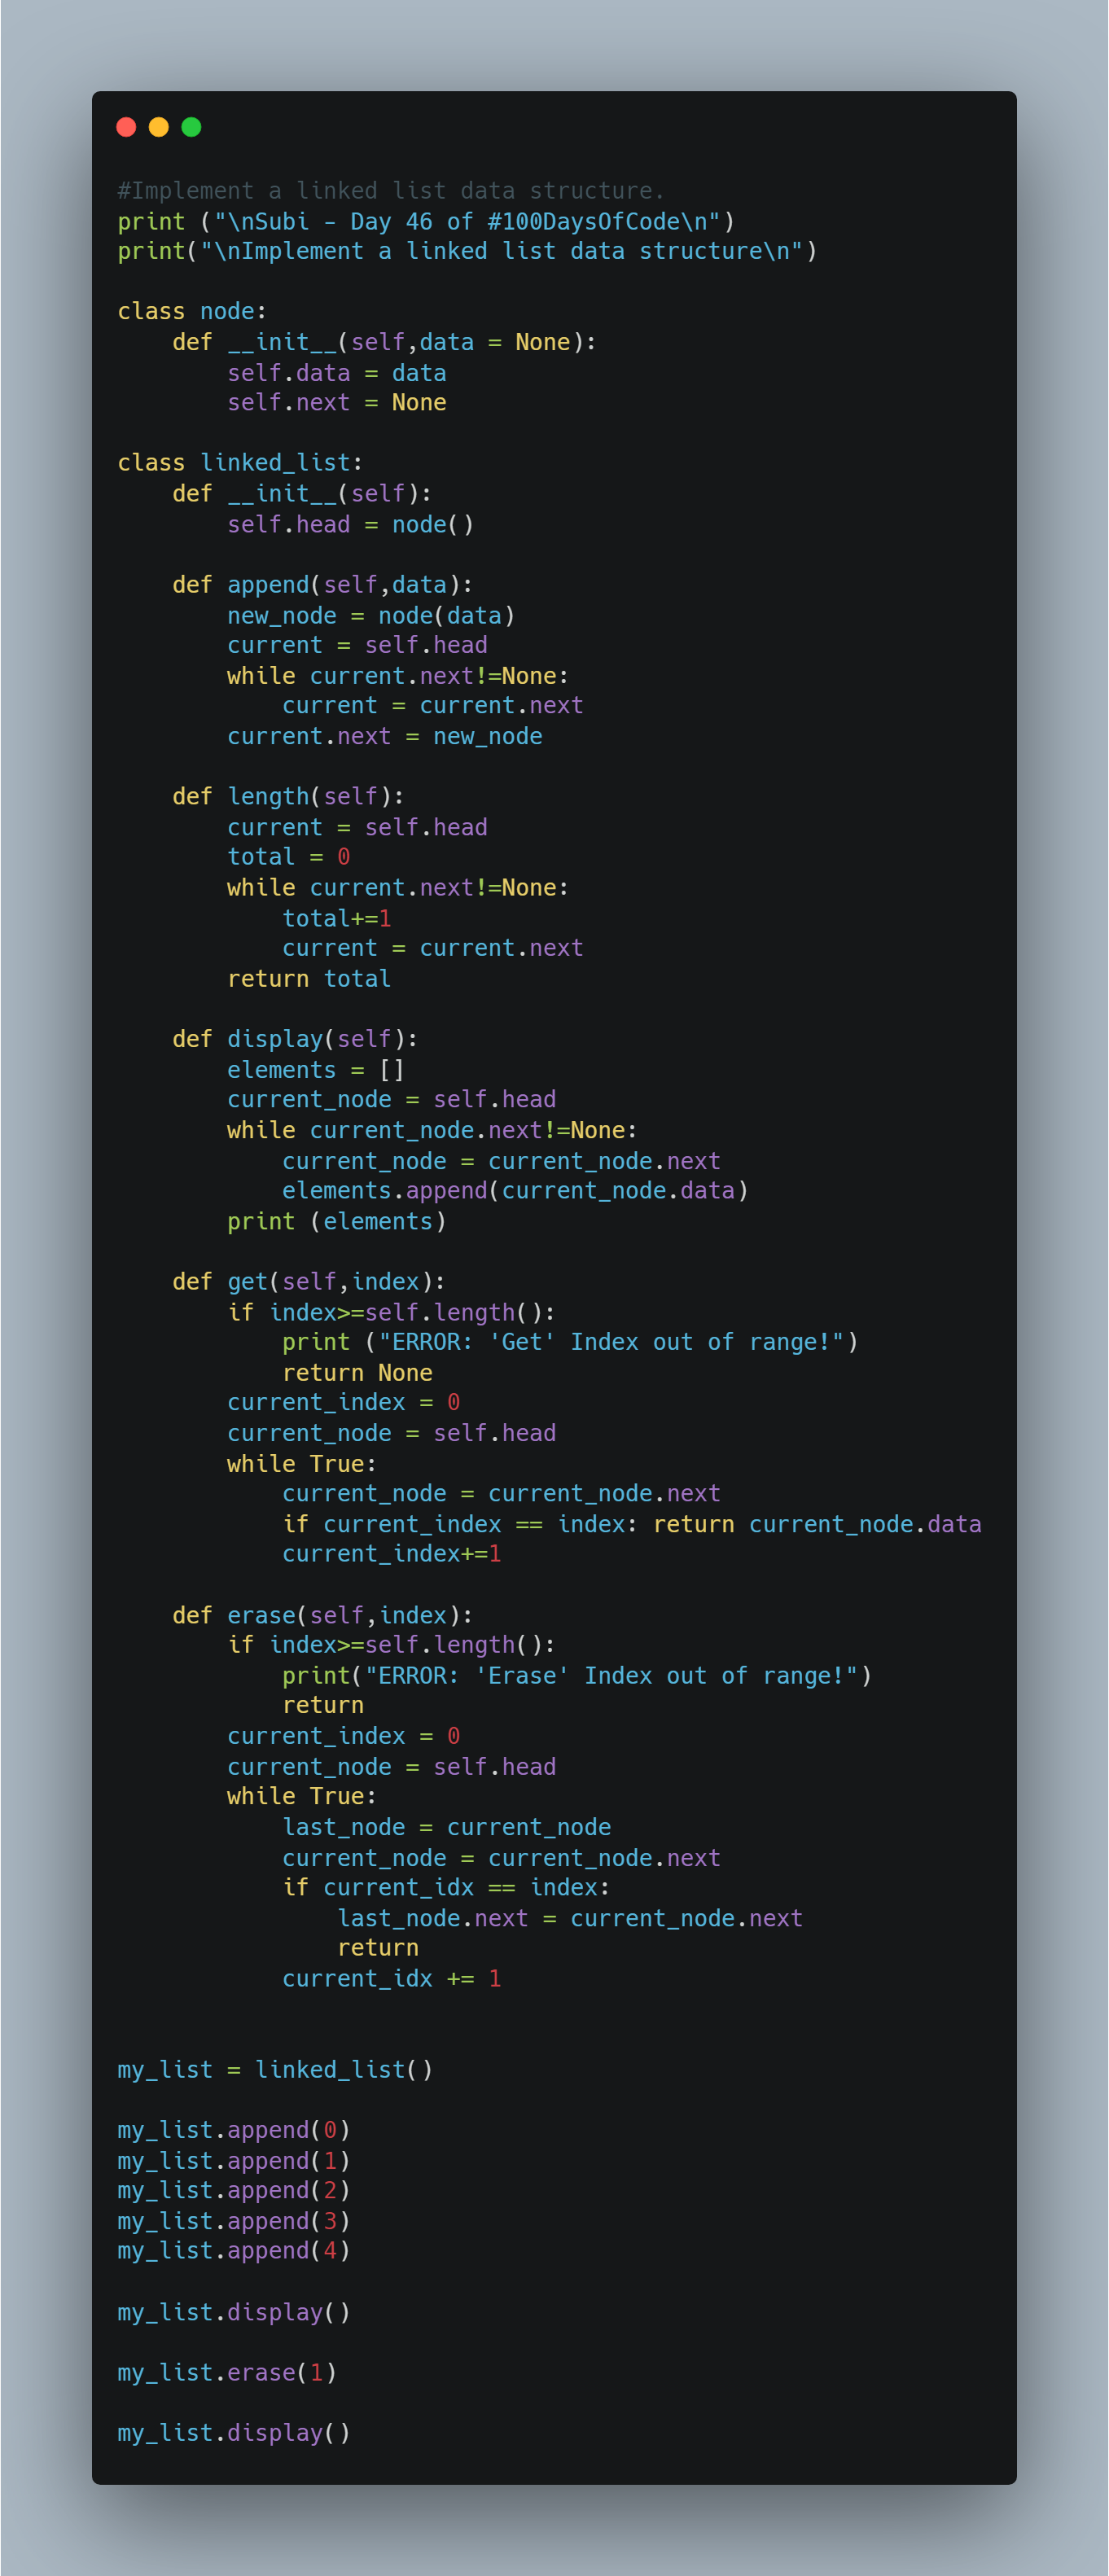 #Implement a linked list data structure.
print ("\nSubi - Day 46 of #100DaysOfCode\n")
print("\nImplement a linked list data structure\n")

class node:
    def __init__(self,data = None):
        self.data = data
        self.next = None

class linked_list:
    def __init__(self):
        self.head = node()

    def append(self,data):
        new_node = node(data)
        current = self.head
        while current.next!=None:
            current = current.next
        current.next = new_node

    def length(self):
        current = self.head
        total = 0
        while current.next!=None:
            total+=1
            current = current.next
        return total

    def display(self):
        elements = []
        current_node = self.head
        while current_node.next!=None:
            current_node = current_node.next
            elements.append(current_node.data)
        print (elements)

    def get(self,index):
        if index>=self.length():
            print ("ERROR: 'Get' Index out of range!")
            return None
        current_index = 0
        current_node = self.head
        while True:
            current_node = current_node.next
            if current_index == index: return current_node.data
            current_index+=1

    def erase(self,index):
        if index>=self.length():
            print("ERROR: 'Erase' Index out of range!")
            return
        current_index = 0
        current_node = self.head
        while True:
            last_node = current_node
            current_node = current_node.next
            if current_idx == index:
                last_node.next = current_node.next
                return
            current_idx += 1


my_list = linked_list()

my_list.append(0)
my_list.append(1)
my_list.append(2)
my_list.append(3)
my_list.append(4)

my_list.display()

my_list.erase(1)

my_list.display()